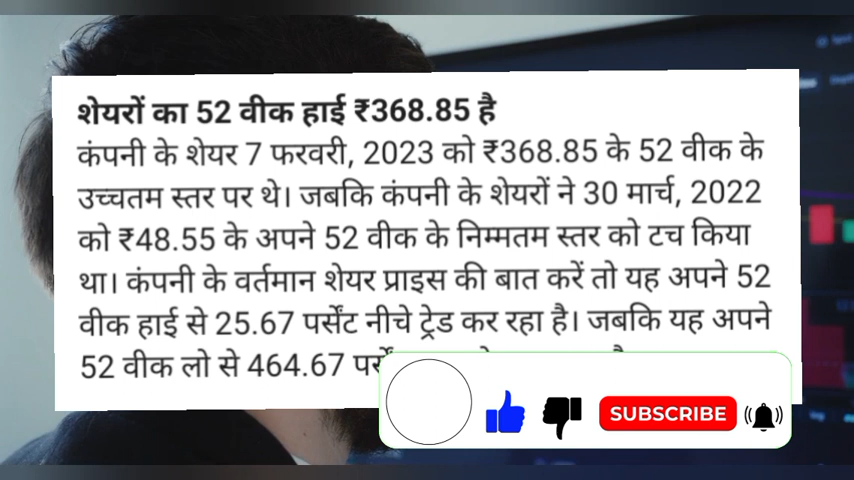 शेयरों का 52 वीक हाई ₹368.85 है
कंपनी के शेयर 7 फरवरी, 2023 को ₹368.85 के 52 वीक के
उच्चतम स्तर पर थे। जबकि कंपनी के शेयरों ने 30 मार्च, 2022
को ₹48.55 के अपने 52 वीक के निम्मतम स्तर को टच किया
था। कंपनी के वर्तमान शेयर प्राइस की बात करें तो यह अपने 52
वीक हाई से 25.67 पर्सेंट नीचे ट्रेड कर रहा है। जबकि यह अपने
52 वीक लो से 464.67
SUBSCRIBE